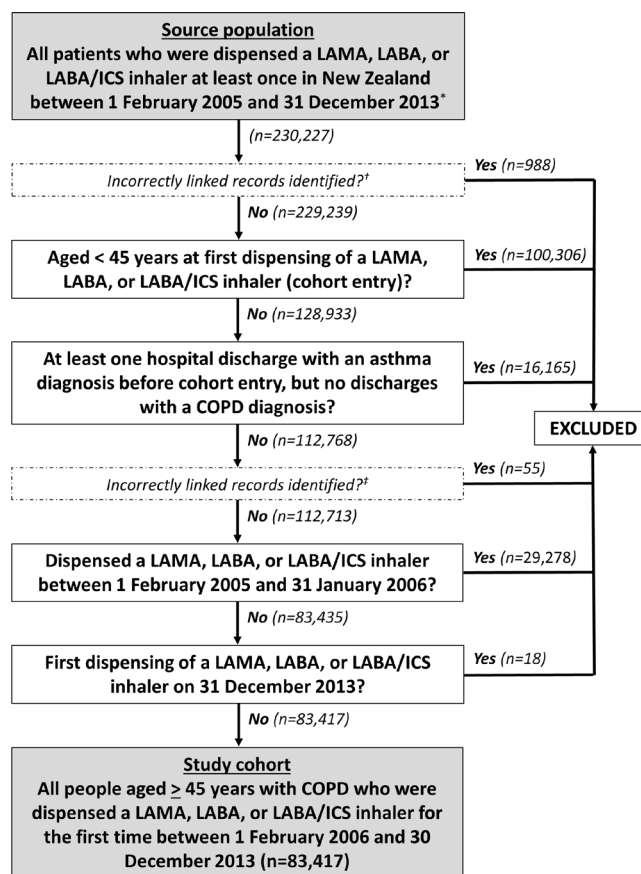 Source population
All patients who were dispensed a LAMA, LABA, or
LABA/ICS inhaler at least once in New Zealand
between 1 February 2005 and 31 December 2013*
(n=230,227)
Incorrectly linked records identified?†
Yes (n=988)
No (n=229,239)
Aged < 45 years at first dispensing of a LAMA,
LABA, or LABA/ICS inhaler (cohort entry)?
Yes (n=100,306)
No (n=128,933)
At least one hospital discharge with an asthma
diagnosis before cohort entry, but no discharges
with a COPD diagnosis?
Yes (n=16,165)
EXCLUDED
No (n=112,768)
Incorrectly linked records identified?‡
Yes (n=55)
No (n=112,713)
Dispensed a LAMA, LABA, or LABA/ICS inhaler
between 1 February 2005 and 31 January 2006?
Yes (n=29,278)
No (n=83,435)
First dispensing of a LAMA, LABA, or LABA/ICS
inhaler on 31 December 2013?
Yes (n=18)
No (n=83,417)
Study cohort
All people aged ≥ 45 years with COPD who were
dispensed a LAMA, LABA, or LABA/ICS inhaler for
the first time between 1 February 2006 and 30
December 2013 (n=83,417)